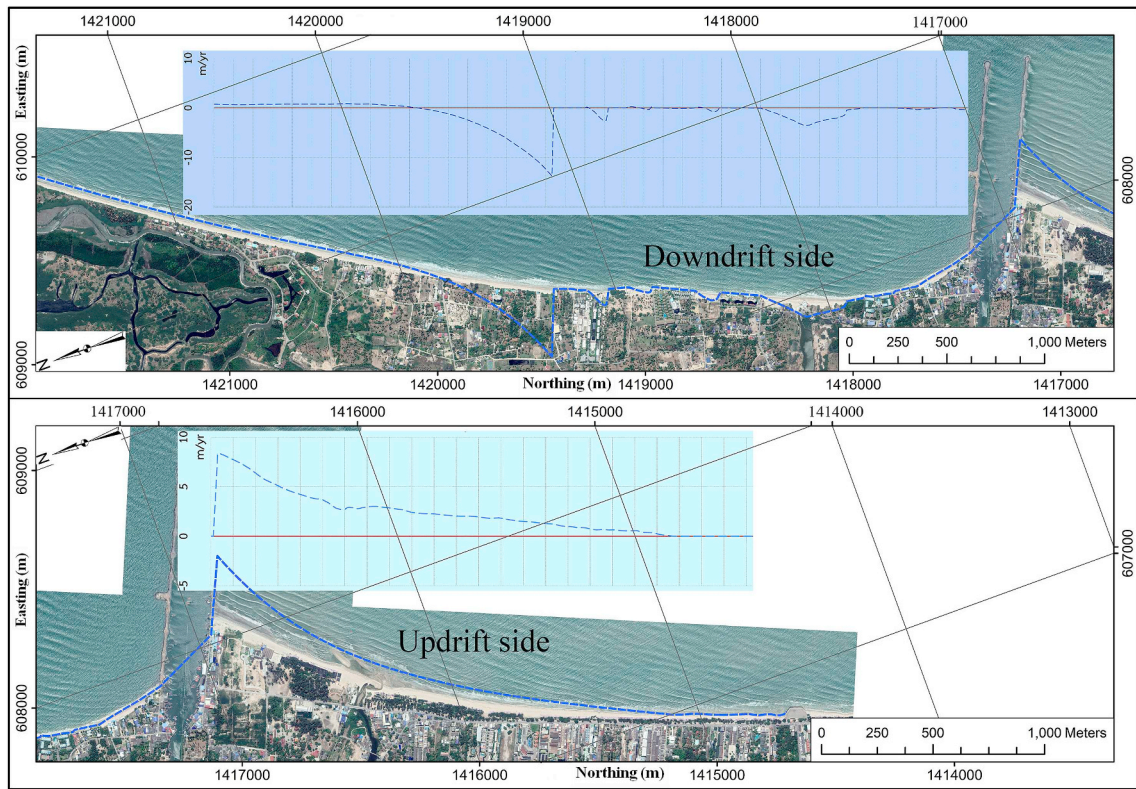 1421000 1420000 1419000 1418000 1417000
Easting (m)
610000
609000
m/yr
10
0
-10
-20
608000
Downdrift side
N
0 250 500 1,000 Meters
1421000 1420000 1419000 1418000 1417000
Northing (m)
1417000 1416000 1415000 1414000 1413000
N
609000
Easting (m)
608000
m/yr
10
5
0
-5
607000
Updrift side
0 250 500 1,000 Meters
1417000 1416000 1415000 1414000
Northing (m)